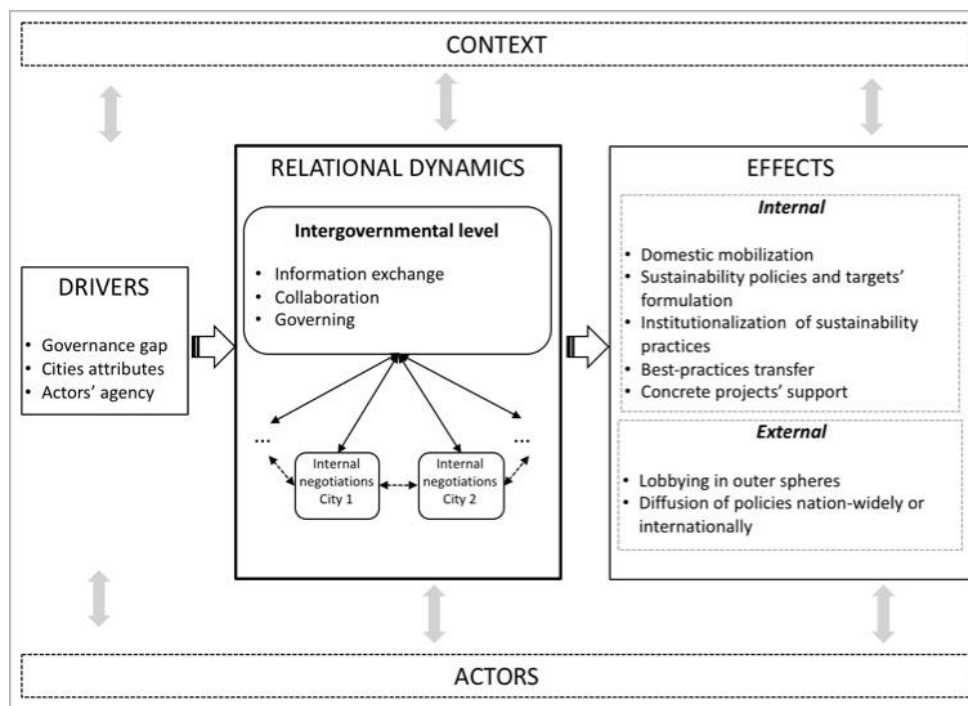 CONTEXT
RELATIONAL DYNAMICS
Intergovernmental level
• Information exchange
• Collaboration
• Governing
DRIVERS
• Governance gap
• Cities attributes
• Actors' agency
...
...
Internal
negotiations
City 1
Internal
negotiations
City 2
EFFECTS
Internal
• Domestic mobilization
• Sustainability policies and targets'
formulation
• Institutionalization of sustainability
practices
• Best-practices transfer
• Concrete projects' support
External
• Lobbying in outer spheres
• Diffusion of policies nation-widely or
internationally
ACTORS